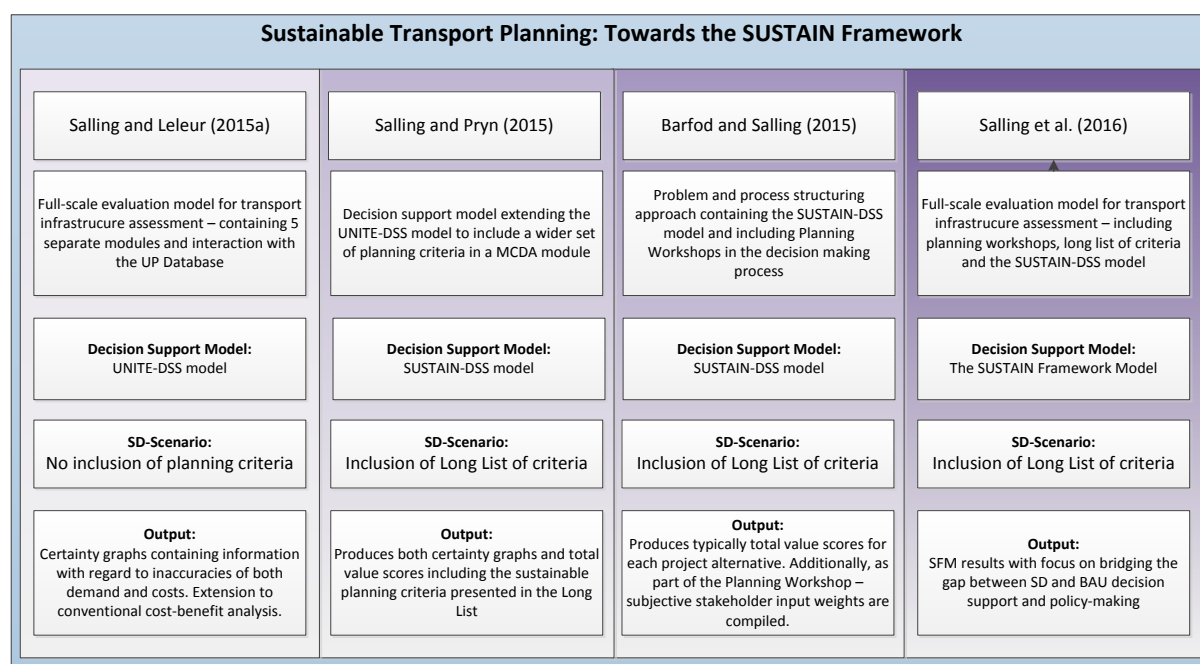 Sustainable Transport Planning: Towards the SUSTAIN Framework
Salling and Leleur (2015a)
Full-scale evaluation model for transport
infrastrucure assessment – containing 5
separate modules and interaction with
the UP Database
Decision Support Model:
UNITE-DSS model
SD-Scenario:
No inclusion of planning criteria
Output:
Certainty graphs containing information
with regard to inaccuracies of both
demand and costs. Extension to
conventional cost-benefit analysis.
Salling and Pryn (2015)
Decision support model extending the
UNITE-DSS model to include a wider set
of planning criteria in a MCDA module
Decision Support Model:
SUSTAIN-DSS model
SD-Scenario:
Inclusion of Long List of criteria
Output:
Produces both certainty graphs and total
value scores including the sustainable
planning criteria presented in the Long
List
Barfod and Salling (2015)
Problem and process structuring
approach containing the SUSTAIN-DSS
model and including Planning
Workshops in the decision making
process
Decision Support Model:
SUSTAIN-DSS model
SD-Scenario:
Inclusion of Long List of criteria
Output:
Produces typically total value scores for
each project alternative. Additionally, as
part of the Planning Workshop –
subjective stakeholder input weights are
compiled.
Salling et al. (2016)
Full-scale evaluation model for transport
infrastrucure assessment – including
planning workshops, long list of criteria
and the SUSTAIN-DSS model
Decision Support Model:
The SUSTAIN Framework Model
SD-Scenario:
Inclusion of Long List of criteria
Output:
SFM results with focus on bridging the
gap between SD and BAU decision
support and policy-making